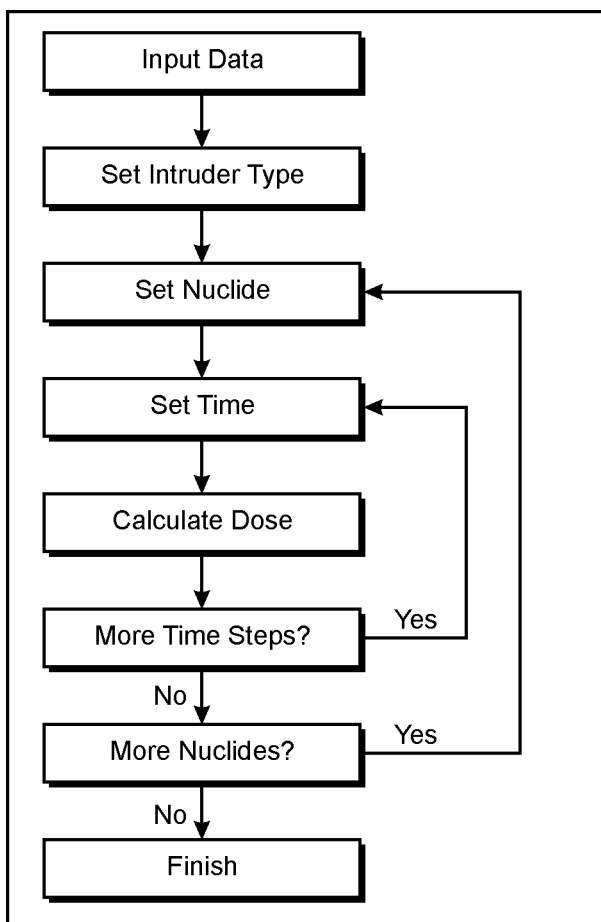 Input Data
Set Intruder Type
Set Nuclide
Set Time
Calculate Dose
More Time Steps?
Yes
No
More Nuclides?
Yes
No
Finish